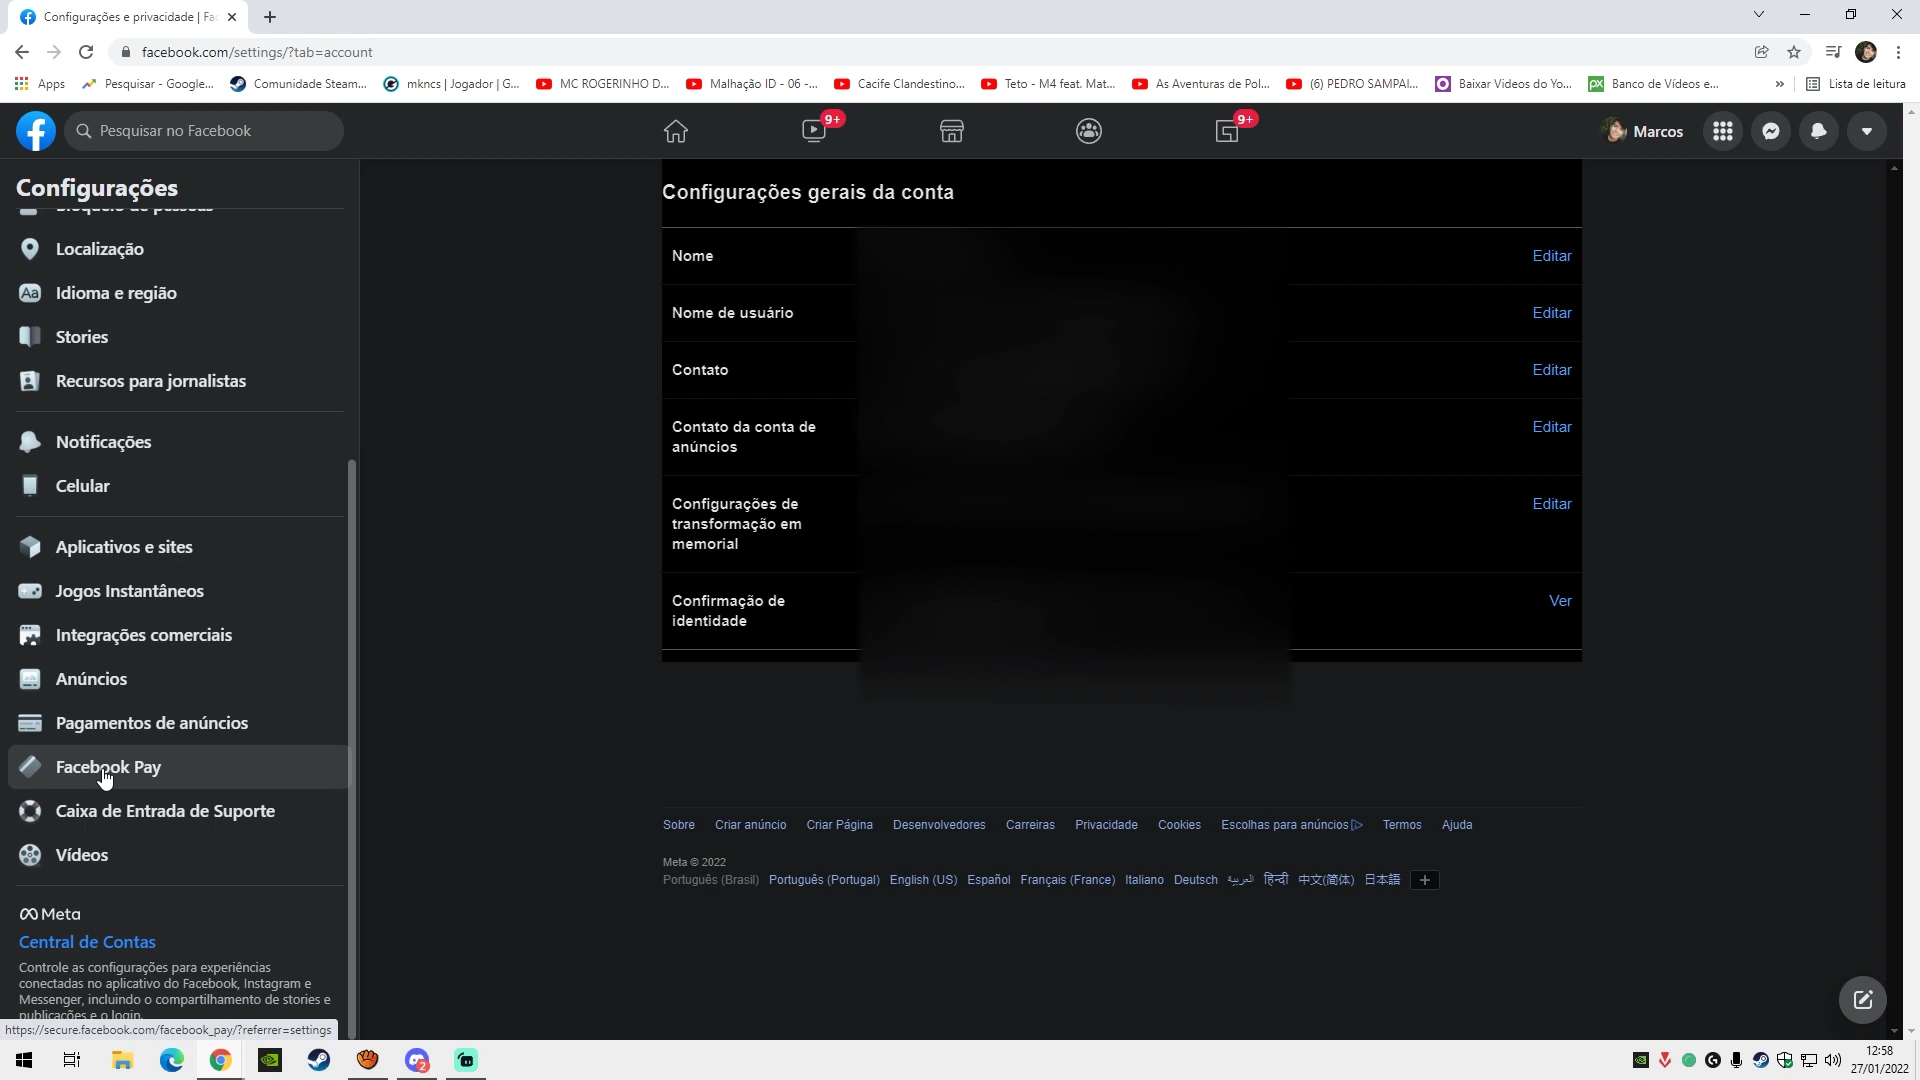 Configurações e privacidade | Fac
facebook.com/settings/?tab=account
Apps
Pesquisar - Google...
Comunidade Steam...
mkncs | Jogador | G...
MC ROGERINHO D...
Malhação ID - 06 -...
Cacife Clandestino...
Teto - M4 feat. Mat...
As Aventuras de Pol...
(6) PEDRO SAMPAI...
Baixar Videos do Yo...
Banco de Vídeos e...
»
Lista de leitura
Pesquisar no Facebook
9+
9+
Marcos
Configurações
Bloqueio de pessoas
Localização
Aa Idioma e região
Stories
Recursos para jornalistas
Notificações
Celular
Aplicativos e sites
Jogos Instantâneos
Integrações comerciais
Anúncios
Pagamentos de anúncios
Facebook Pay
Caixa de Entrada de Suporte
Vídeos
Meta
Central de Contas
Controle as configurações para experiências
conectadas no aplicativo do Facebook, Instagram e
Messenger, incluindo o compartilhamento de stories e
publicações e o login.
https://secure.facebook.com/facebook_pay/?referrer=settings
Configurações gerais da conta
Nome Editar
Nome de usuário Editar
Contato Editar
Contato da conta de Editar
anúncios
Configurações de Editar
transformação em
memorial
Confirmação de Ver
identidade
Sobre Criar anúncio Criar Página Desenvolvedores Carreiras Privacidade Cookies Escolhas para anúncios Termos Ajuda
Meta © 2022
Português (Brasil) Português (Portugal) English (US) Español Français (France) Italiano Deutsch العربية हिन्दी 中文(简体) 日本語
2
12:58
27/01/2022